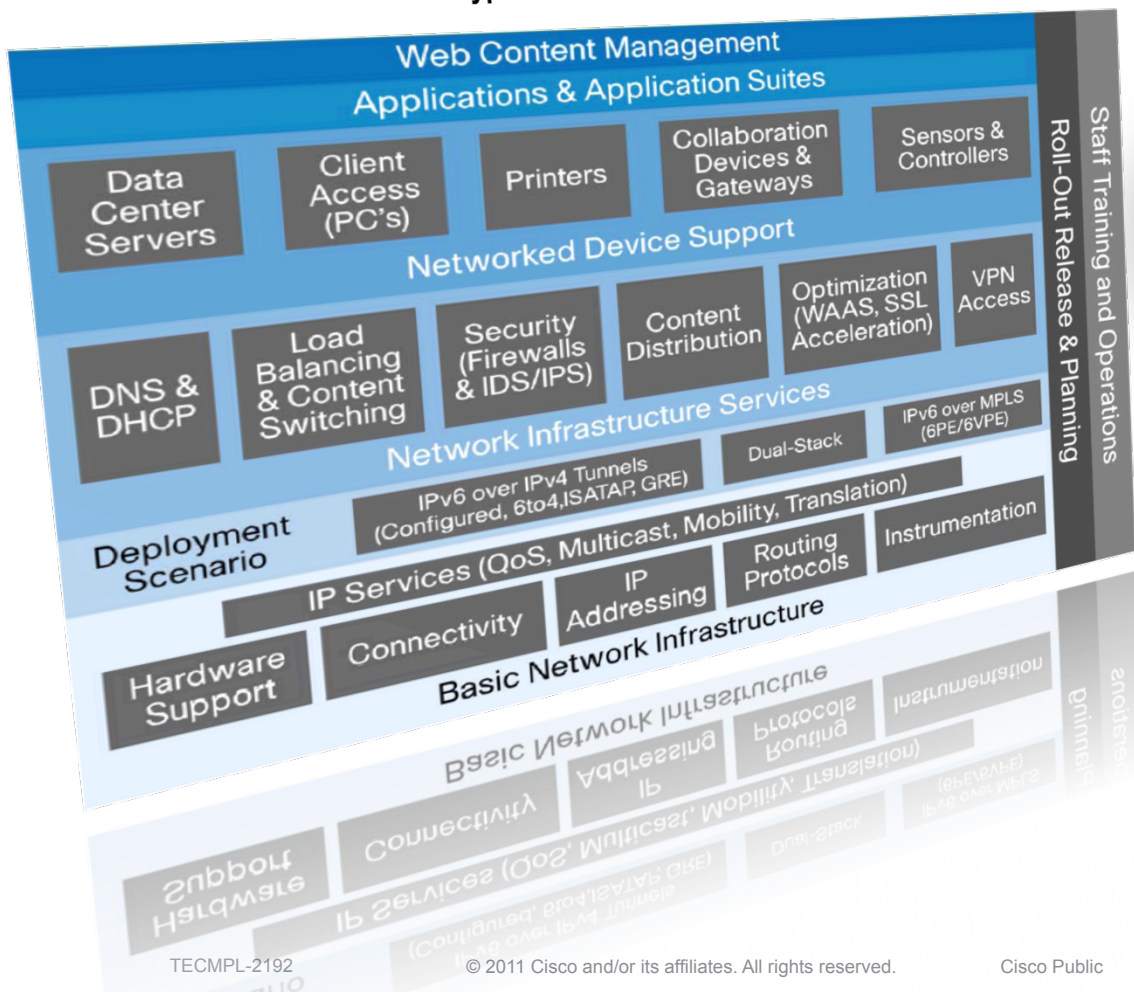 Web Content Management
Applications & Application Suites
Data
Center
Servers
Client
Access
(PC's)
Printers
Collaboration
Devices &
Gateways
Sensors &
Controllers
Networked Device Support
DNS &
DHCP
Load
Balancing
& Content
Switching
Security
(Firewalls
& IDS/IPS)
Content
Distribution
Optimization
(WAAS, SSL
Acceleration)
VPN
Access
Network Infrastructure Services
Deployment
Scenario
IPv6 over IPv4 Tunnels
(Configured, 6to4,ISATAP, GRE)
Dual-Stack
IPv6 over MPLS
(6PE/6VPE)
IP Services (QoS, Multicast, Mobility, Translation)
Hardware
Support
Connectivity
IP
Addressing
Routing
Protocols
Instrumentation
Basic Network Infrastructure
Roll-Out Release & Planning
Staff Training and Operations
TECMPL-2192
© 2011 Cisco and/or its affiliates. All rights reserved.
Cisco Public